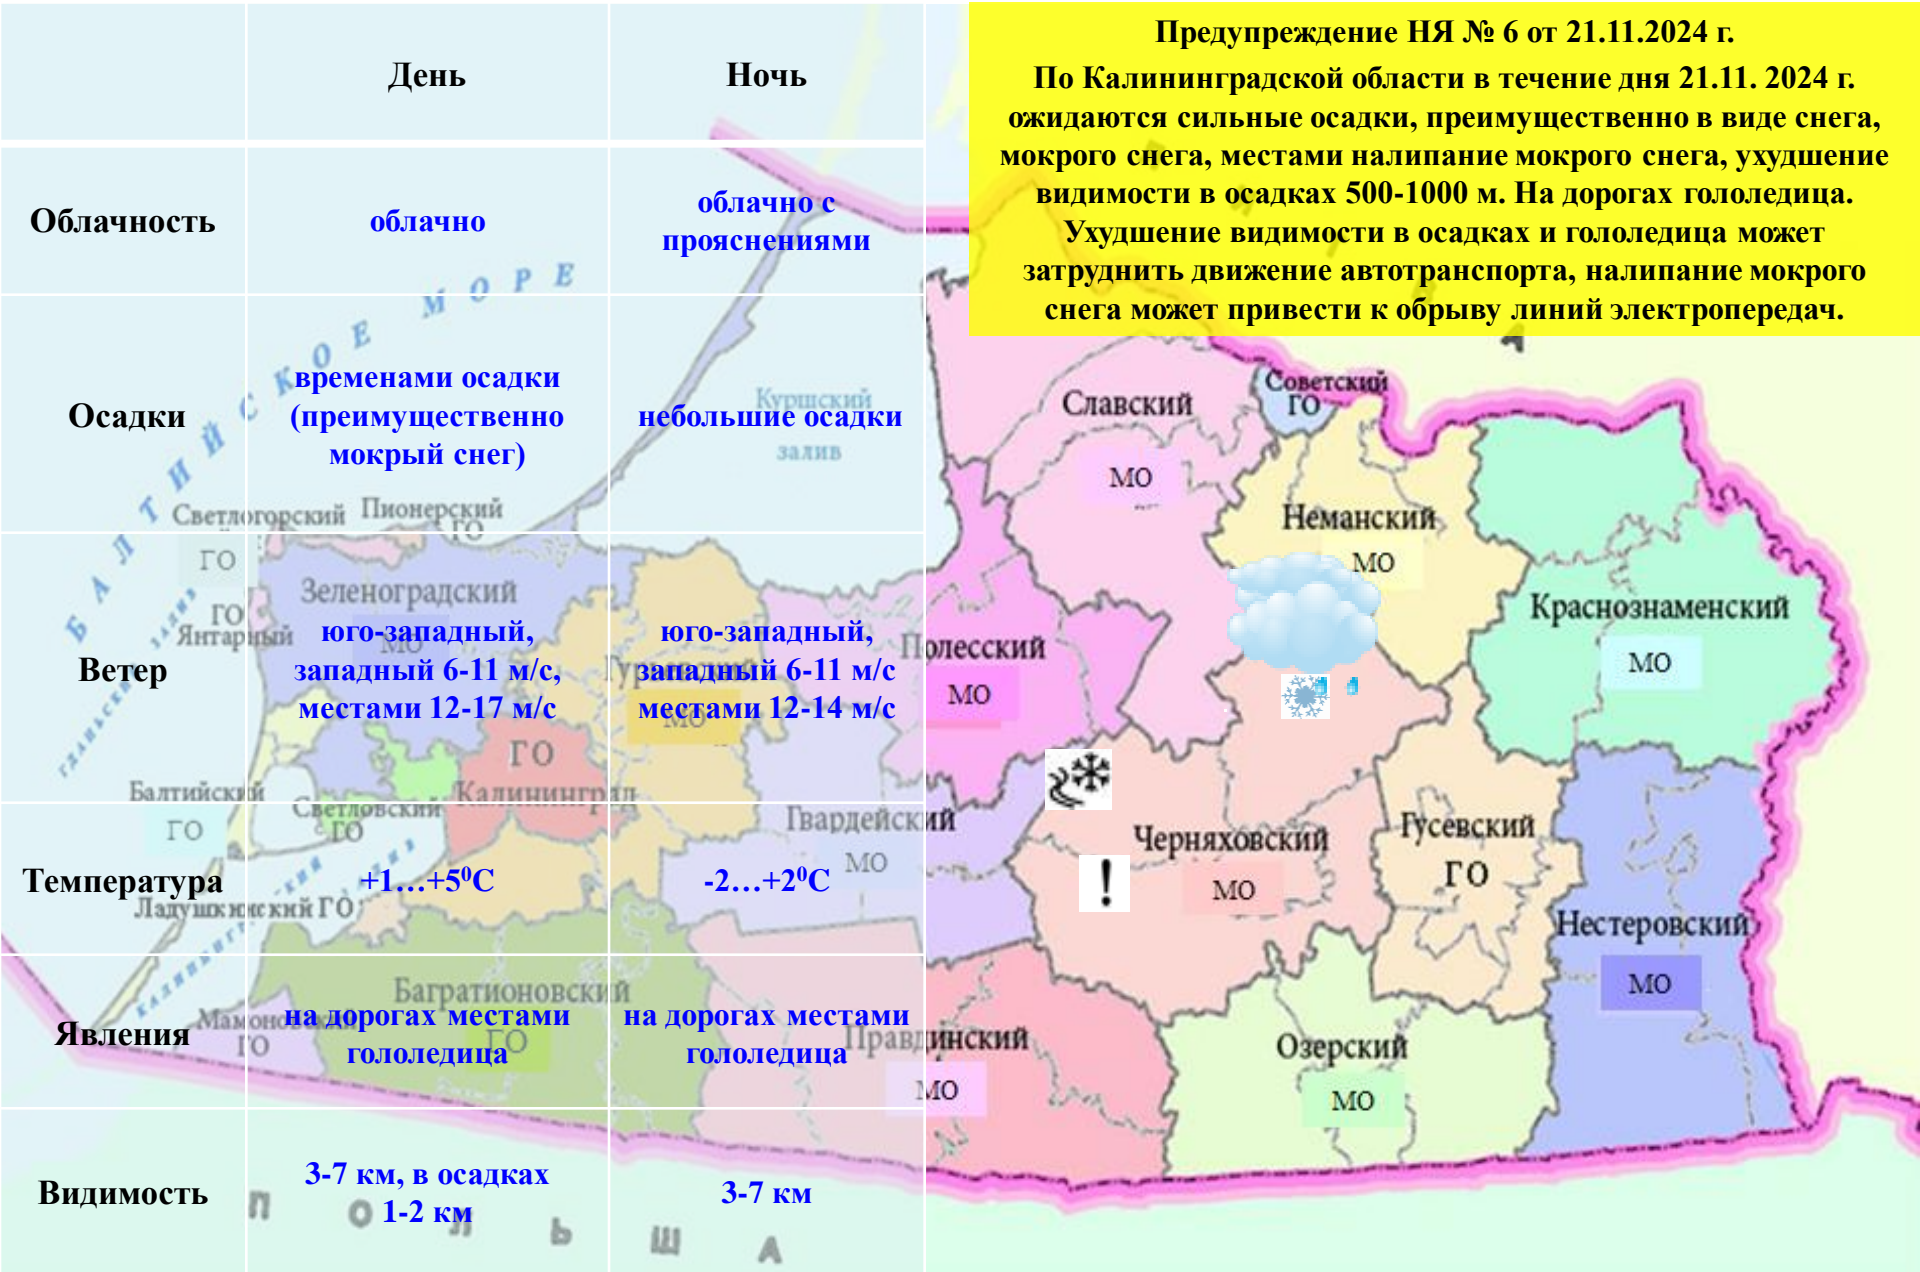 День
Ночь
Облачность
облачно
облачно с
прояснениями
Осадки
временами осадки
(преимущественно
мокрый снег)
небольшие осадки
Ветер
юго-западный,
западный 6-11 м/с,
местами 12-17 м/с
юго-западный,
западный 6-11 м/с
местами 12-14 м/с
Температура
+1…+5⁰С
-2…+2⁰С
Явления
на дорогах местами
гололедица
на дорогах местами
гололедица
Видимость
3-7 км, в осадках
1-2 км
3-7 км
Предупреждение НЯ № 6 от 21.11.2024 г.
По Калининградской области в течение дня 21.11. 2024 г.
ожидаются сильные осадки, преимущественно в виде снега,
мокрого снега, местами налипание мокрого снега, ухудшение
видимости в осадках 500-1000 м. На дорогах гололедица.
Ухудшение видимости в осадках и гололедица может
затруднить движение автотранспорта, налипание мокрого
снега может привести к обрыву линий электропередач.
БАЛТИЙСКОЕ МОРЕ
Куршский
залив
Светлогорский
ГО
Пионерский
ГО
ГО
Янтарный
Зеленоградский
МО
МО
ГО
Калининград
Балтийский
ГО
Светловский
ГО
Ладушкинский ГО
Мамоновский
ГО
Багратионовский
ГО
Гвардейский
МО
Полесский
МО
Правдинский
МО
Славский
МО
Советский
ГО
Неманский
МО
Краснознаменский
МО
Черняховский
МО
!
Гусевский
ГО
Нестеровский
МО
Озерский
МО
ПОЛЬША